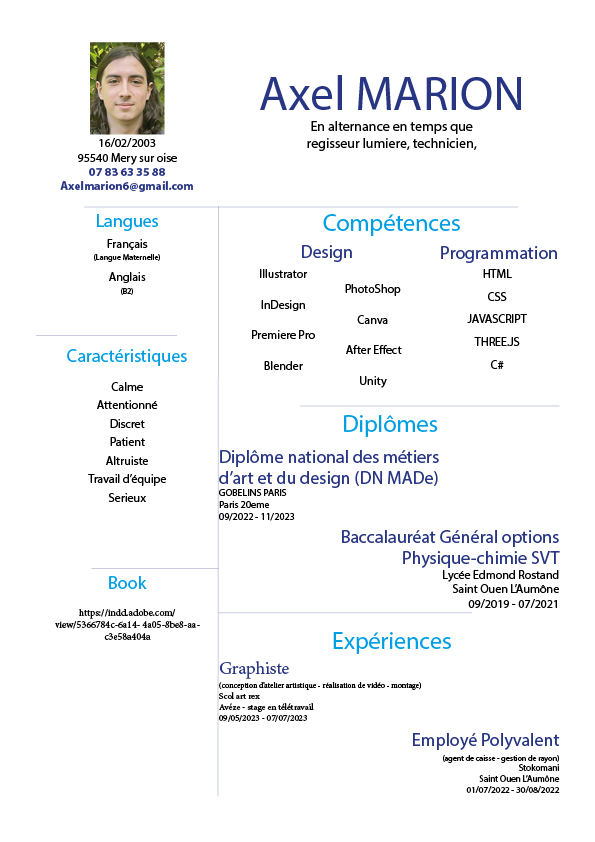 Axel MARION
En alternance en temps que
regisseur lumiere, technicien,
16/02/2003
95540 Mery sur oise
07 83 63 35 88
Axelmarion6@gmail.com
Langues
Français
(Langue Maternelle)
Anglais
(B2)
Caractéristiques
Calme
Attentionné
Discret
Patient
Altruiste
Travail d'équipe
Serieux
Book
https://indd.adobe.com/
view/5366784c-6a14- 4a05-8be8-aa-
c3e58a404a
Compétences
Design
Illustrator
PhotoShop
InDesign
Canva
Premiere Pro
After Effect
Blender
Unity
Programmation
HTML
CSS
JAVASCRIPT
THREE.JS
C#
Diplômes
Diplôme national des métiers
d'art et du design (DN MADe)
GOBELINS PARIS
Paris 20eme
09/2022 - 11/2023
Baccalauréat Général options
Physique-chimie SVT
Lycée Edmond Rostand
Saint Ouen L'Aumône
09/2019 - 07/2021
Expériences
Graphiste
(conception d'atelier artistique - réalisation de vidéo - montage)
Scol art rex
Avéze - stage en télétravail
09/05/2023 - 07/07/2023
Employé Polyvalent
(agent de caisse - gestion de rayon)
Stokomani
Saint Ouen L'Aumône
01/07/2022 - 30/08/2022